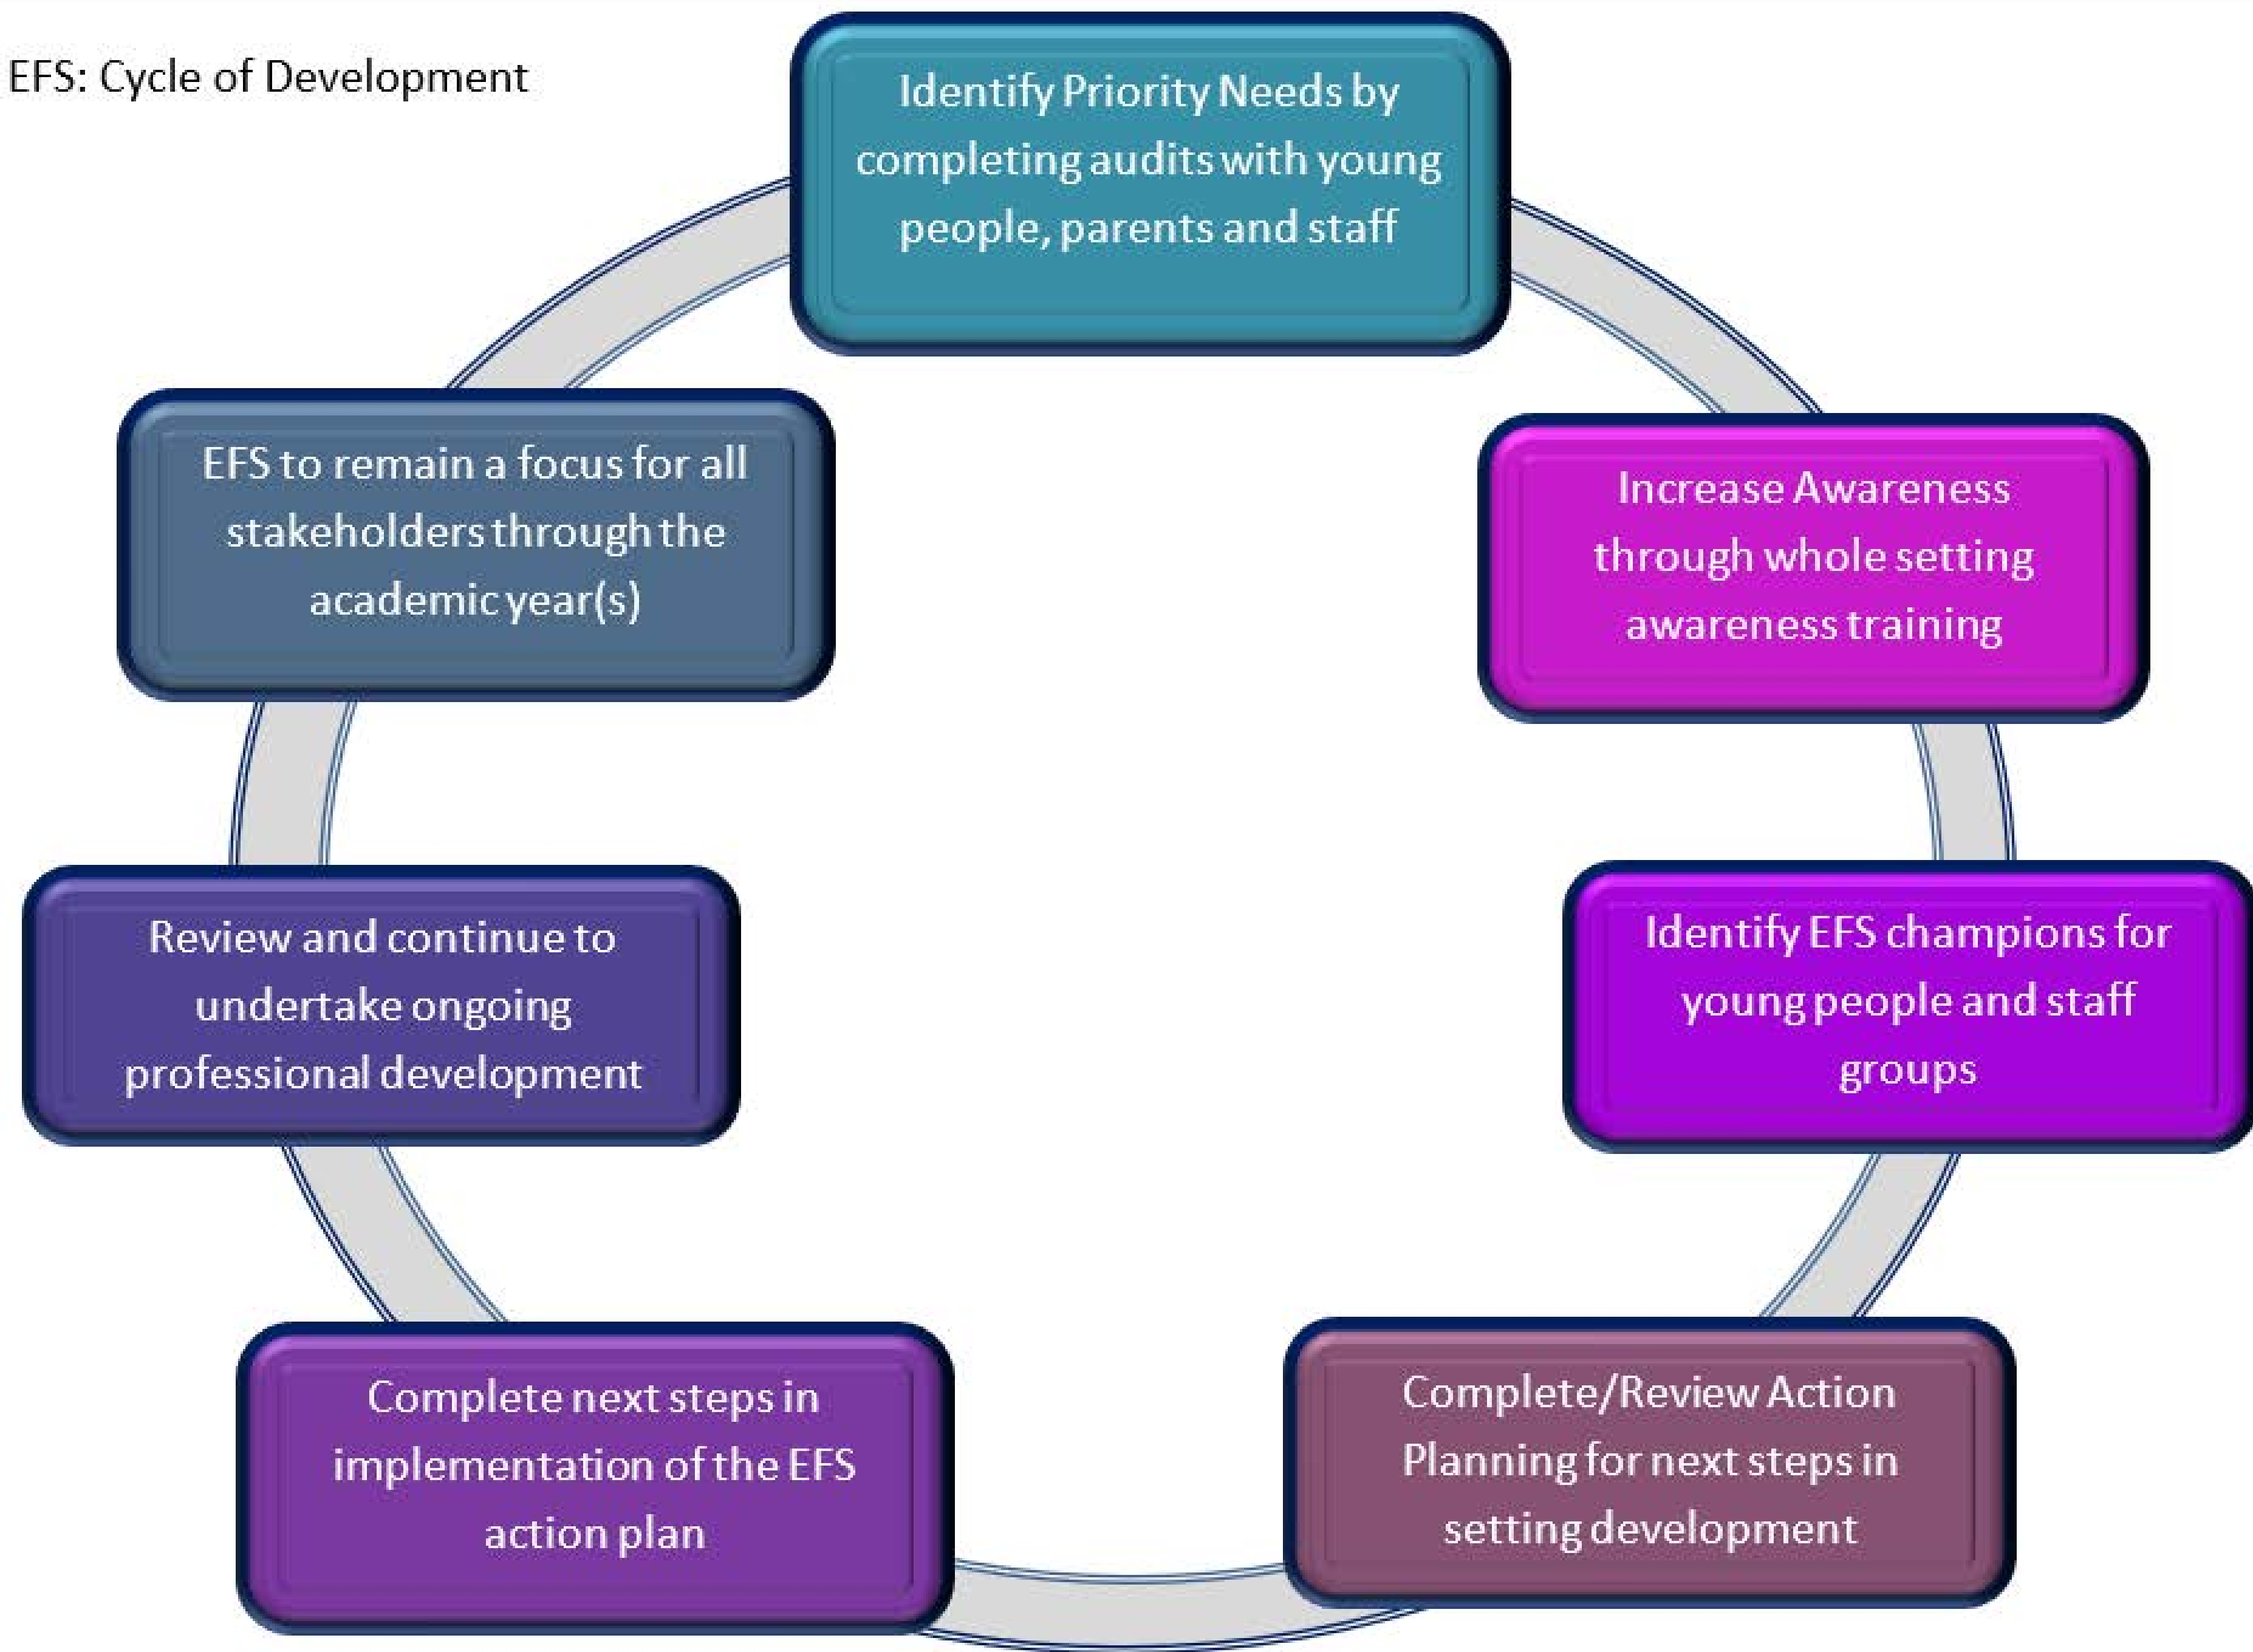 EFS: Cycle of Development
Identify Priority Needs by
completing audits with young
people, parents and staff
Increase Awareness
through whole setting
awareness training
Identify EFS champions for
young people and staff
groups
Complete/Review Action
Planning for next steps in
setting development
Complete next steps in
implementation of the EFS
action plan
Review and continue to
undertake ongoing
professional development
EFS to remain a focus for all
stakeholders through the
academic year(s)